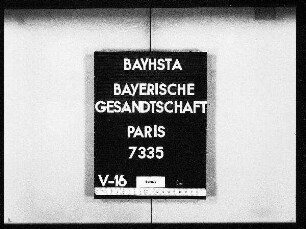 BAYHSTA
BAYERISCHE
GESANDTSCHAFT
PARIS
7335
V-16